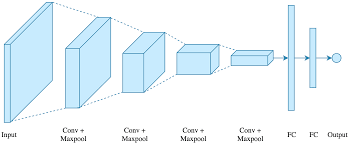 Input
Conv +
Maxpool
Conv +
Maxpool
Conv +
Maxpool
Conv +
Maxpool
FC
FC
Output